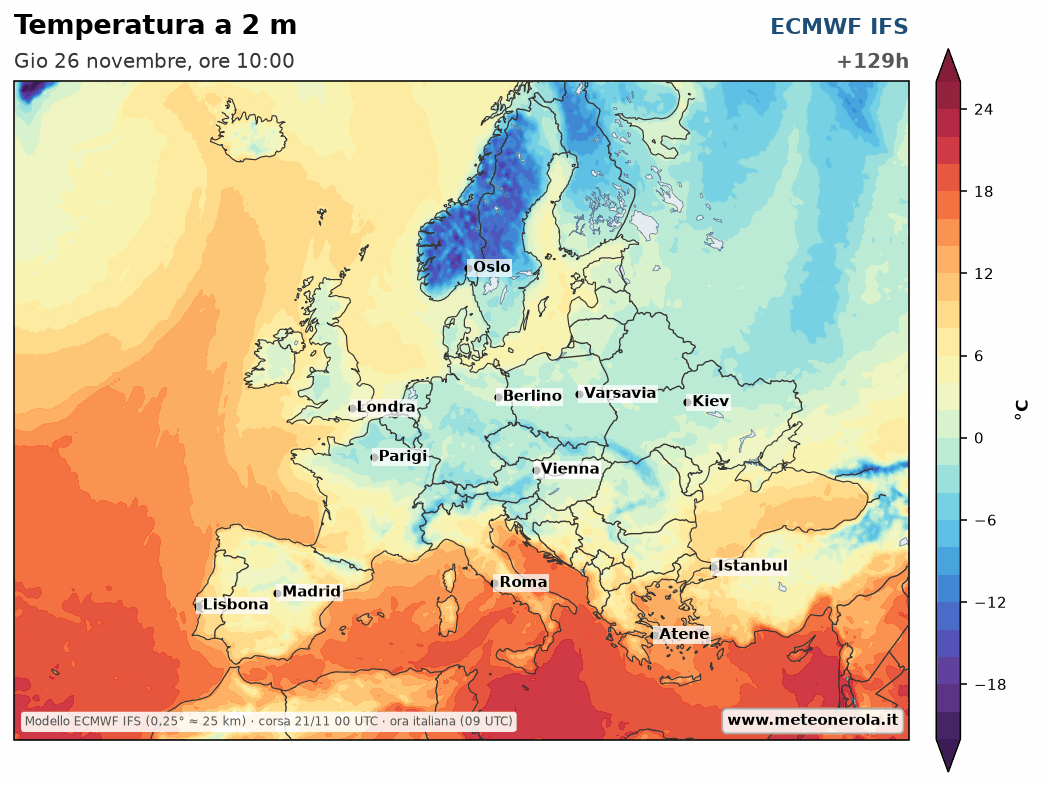 Temperatura a 2 m
ECMWF IFS
Gio 26 novembre, ore 10:00
+129h
24
18
12
6
0
−6
−12
−18
°C
Oslo
Londra
Berlino
Varsavia
Kiev
Parigi
Vienna
Istanbul
Roma
Madrid
Lisbona
Atene
Modello ECMWF IFS (0,25° ≈ 25 km) · corsa 21/11 00 UTC · ora italiana (09 UTC)
www.meteonerola.it